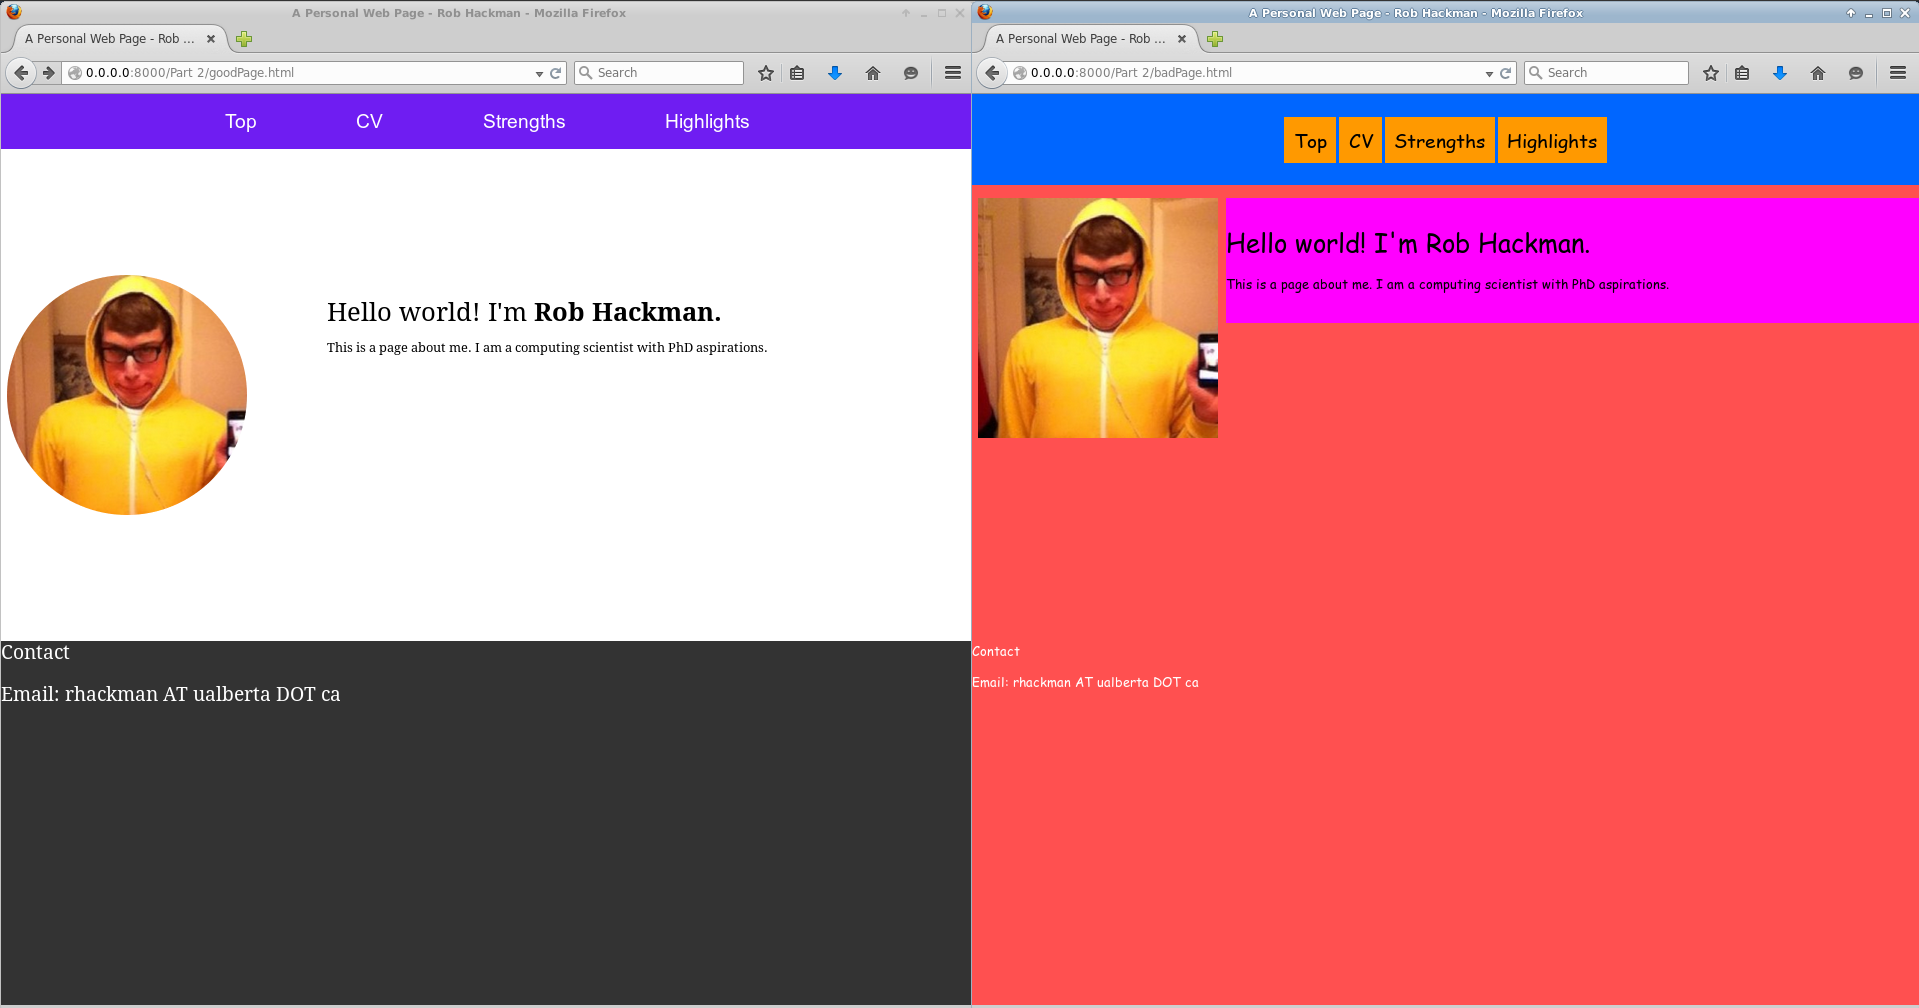 A Personal Web Page - Rob Hackman - Mozilla Firefox
A Personal Web Page - Rob ...
0.0.0.0:8000/Part 2/goodPage.html
Search
Top
CV
Strengths
Highlights
Hello world! I'm Rob Hackman.
This is a page about me. I am a computing scientist with PhD aspirations.
Contact
Email: rhackman AT ualberta DOT ca
A Personal Web Page - Rob Hackman - Mozilla Firefox
A Personal Web Page - Rob ...
0.0.0.0:8000/Part 2/badPage.html
Search
Top
CV
Strengths
Highlights
Hello world! I'm Rob Hackman.
This is a page about me. I am a computing scientist with PhD aspirations.
Contact
Email: rhackman AT ualberta DOT ca